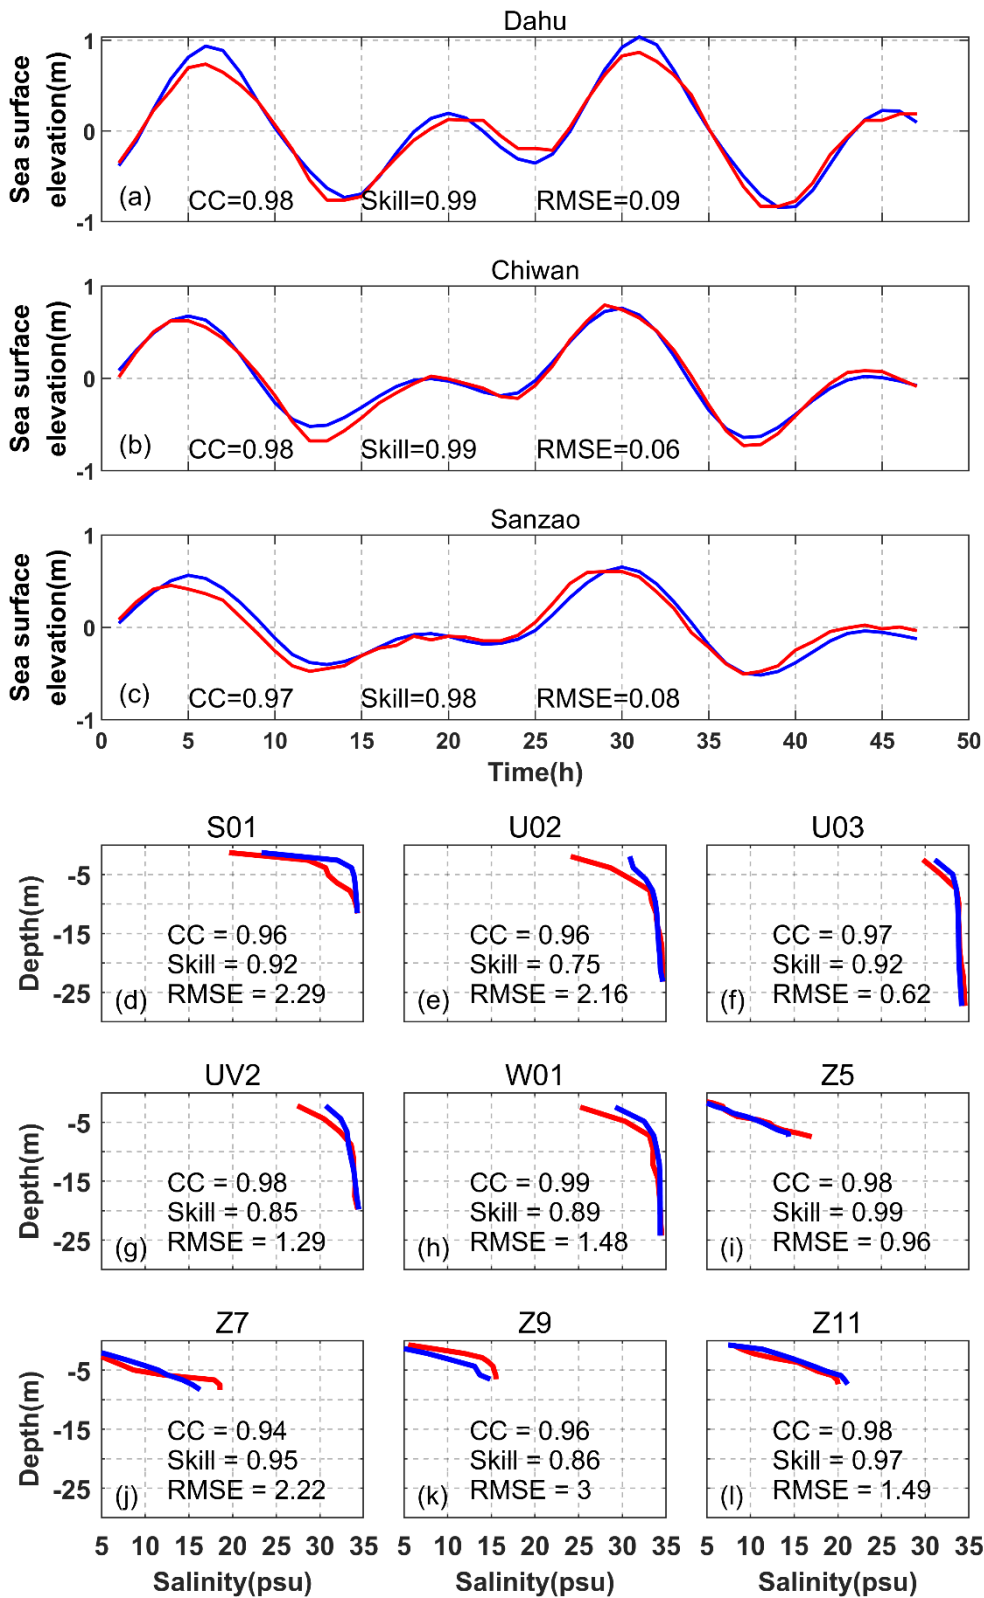 Dahu
Sea surface
elevation(m)
1
0
-1
(a) CC=0.98 Skill=0.99 RMSE=0.09
Chiwan
Sea surface
elevation(m)
1
0
-1
(b) CC=0.98 Skill=0.99 RMSE=0.06
Sanzao
Sea surface
elevation(m)
1
0
-1
(c) CC=0.97 Skill=0.98 RMSE=0.08
0 5 10 15 20 25 30 35 40 45 50
Time(h)
S01 U02 U03
Depth(m)
-5
-15
-25
CC = 0.96
Skill = 0.92
(d) RMSE = 2.29
CC = 0.96
Skill = 0.75
(e) RMSE = 2.16
CC = 0.97
Skill = 0.92
(f) RMSE = 0.62
UV2 W01 Z5
Depth(m)
-5
-15
-25
CC = 0.98
Skill = 0.85
(g) RMSE = 1.29
CC = 0.99
Skill = 0.89
(h) RMSE = 1.48
CC = 0.98
Skill = 0.99
(i) RMSE = 0.96
Z7 Z9 Z11
Depth(m)
-5
-15
-25
CC = 0.94
Skill = 0.95
(j) RMSE = 2.22
CC = 0.96
Skill = 0.86
(k) RMSE = 3
CC = 0.98
Skill = 0.97
(l) RMSE = 1.49
5 10 15 20 25 30 35 5 10 15 20 25 30 35 5 10 15 20 25 30 35
Salinity(psu) Salinity(psu) Salinity(psu)